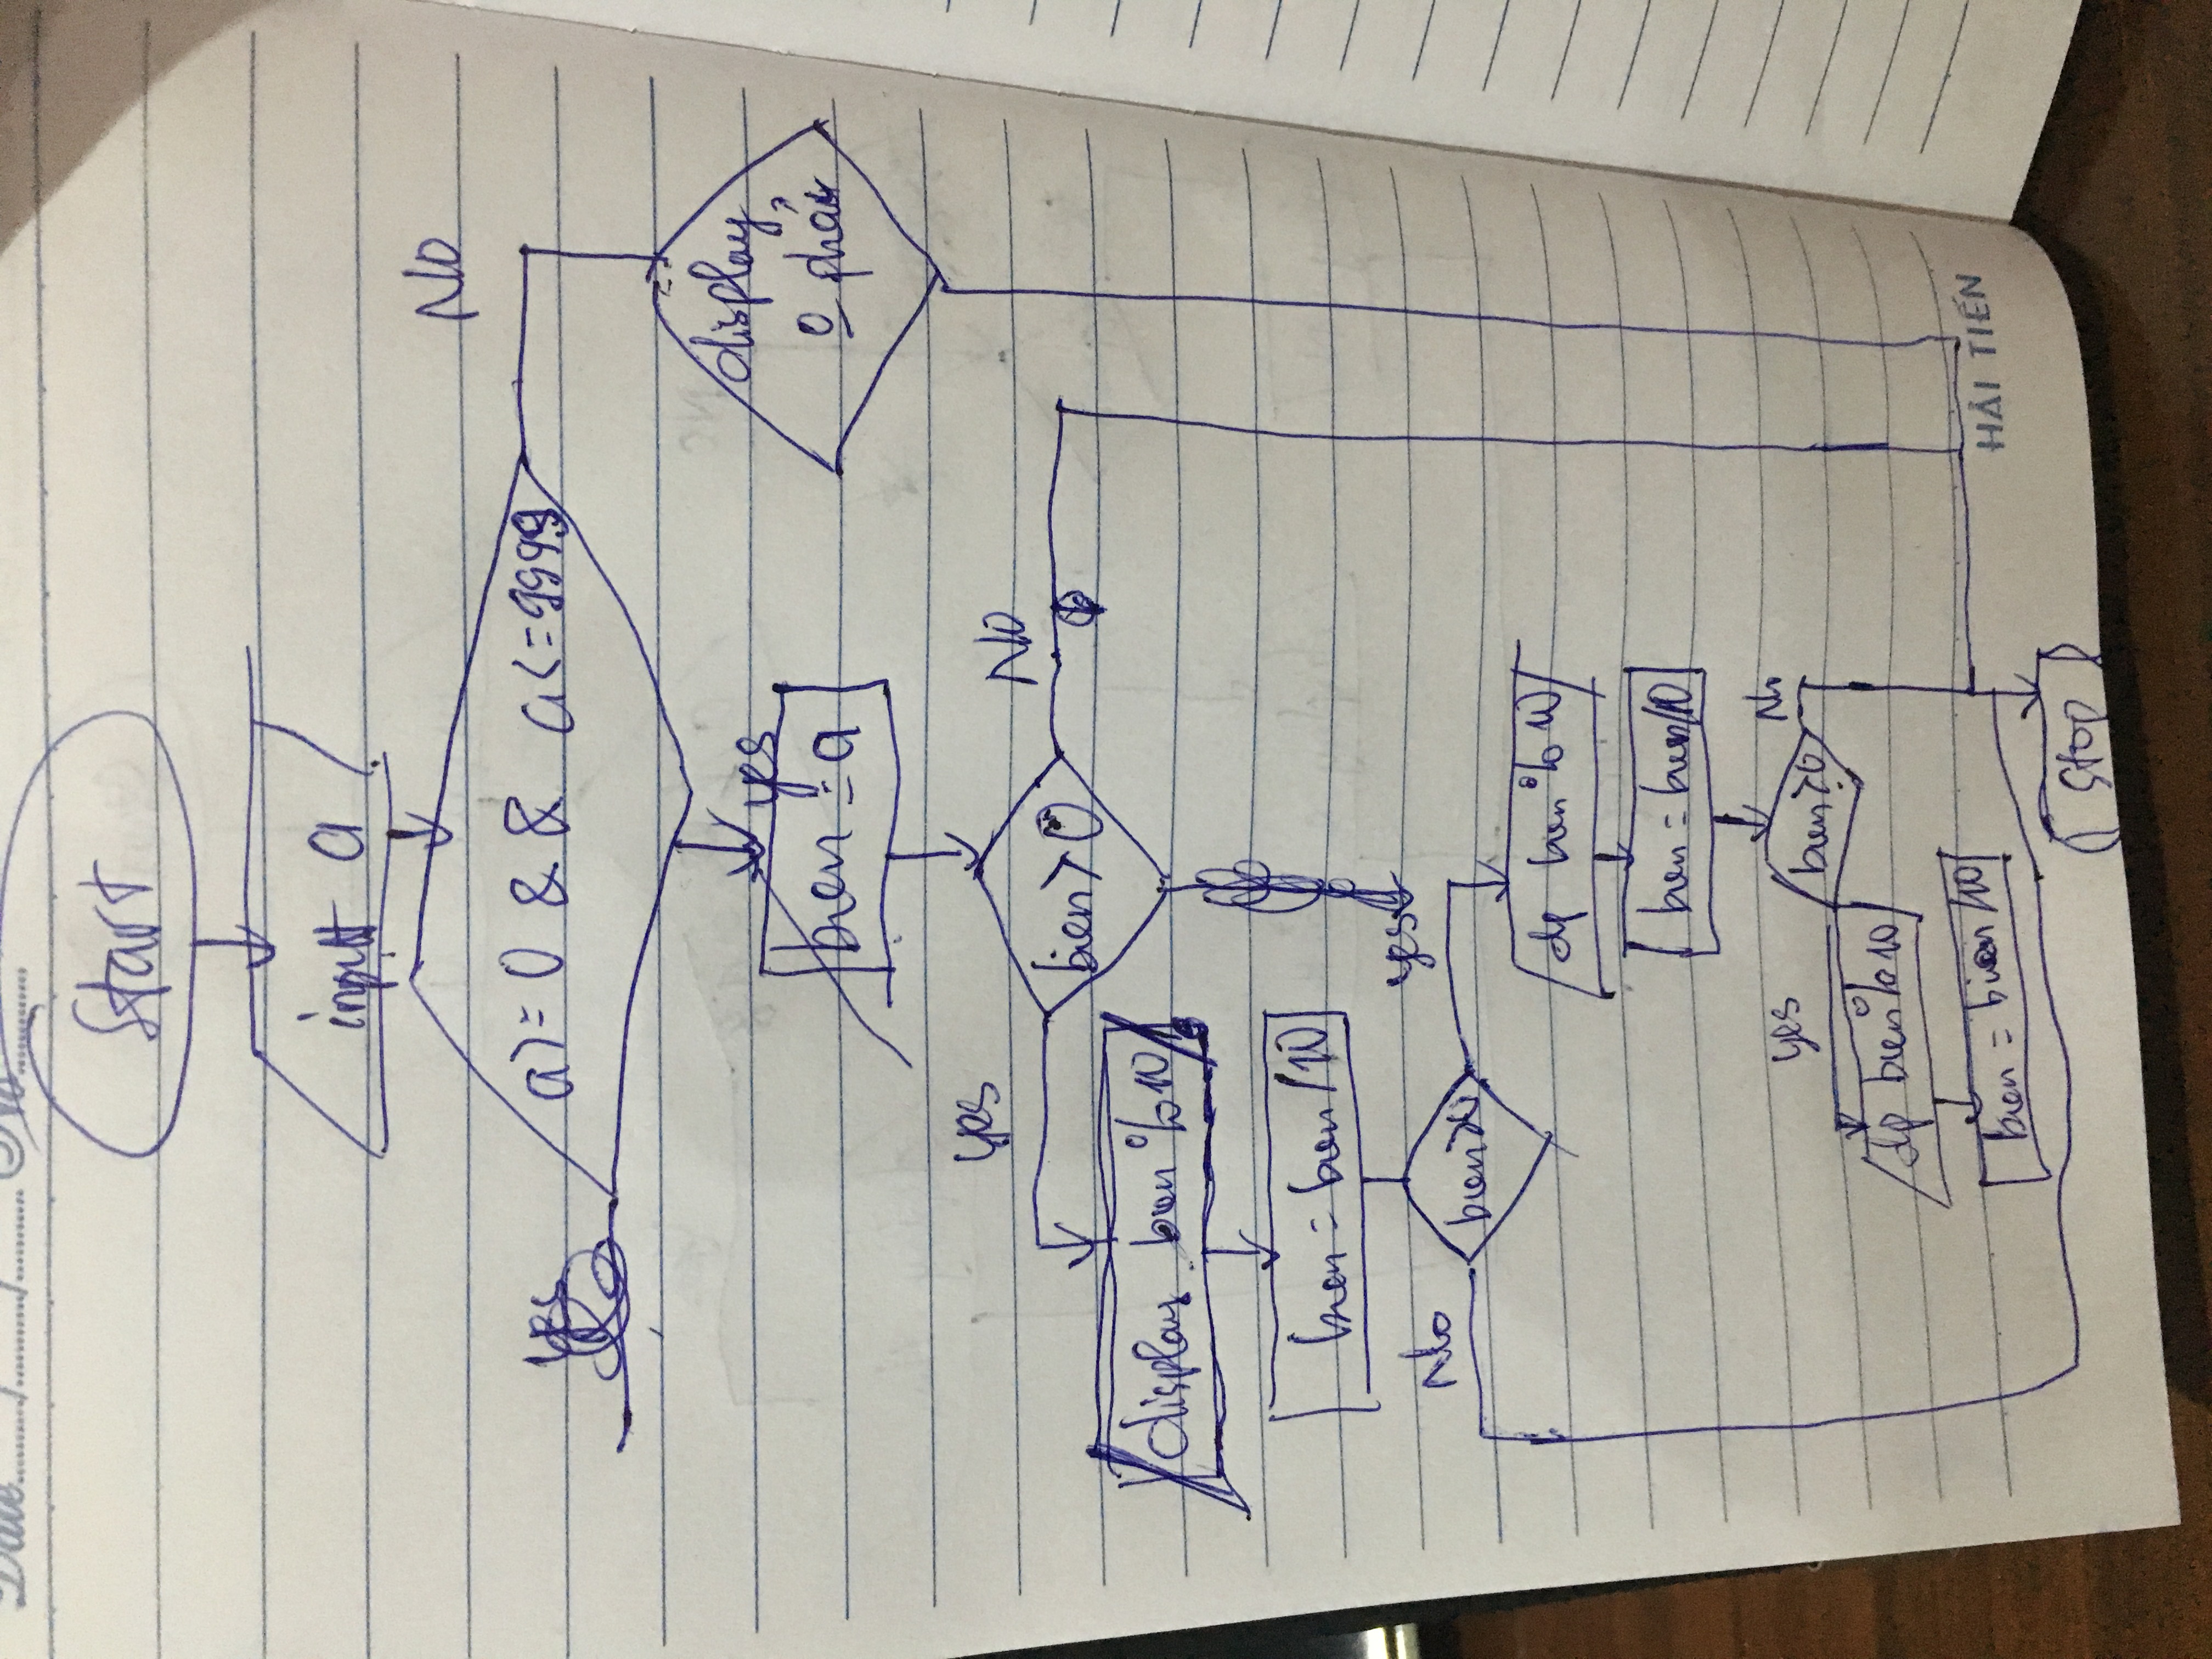 Date ......./......./....... No.......
Start
input a
NO
a>=0 && a<=9999
yes
yes
display
0 phải
bien = a
yes
NO
bien > 0
display bien % 10
bien = bien / 10
No
yes
bien > 0
dp bien % 10
bien = bien/10
No
yes
bien > 0
dp bien % 10
bien = bien/10
HẢI TIẾN
Stop